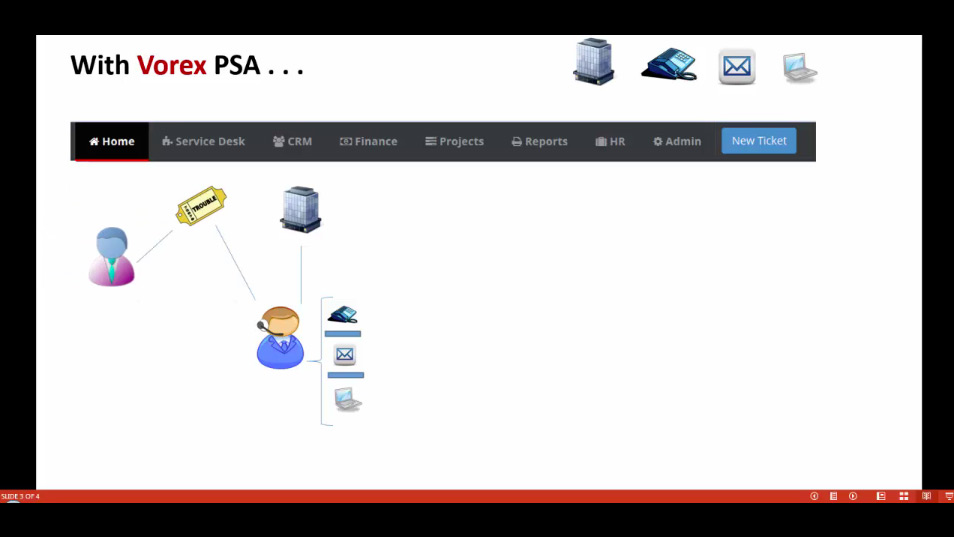 With Vorex PSA . . .
Home Service Desk CRM Finance Projects Reports HR Admin New Ticket
TROUBLE
SLIDE 3 OF 4